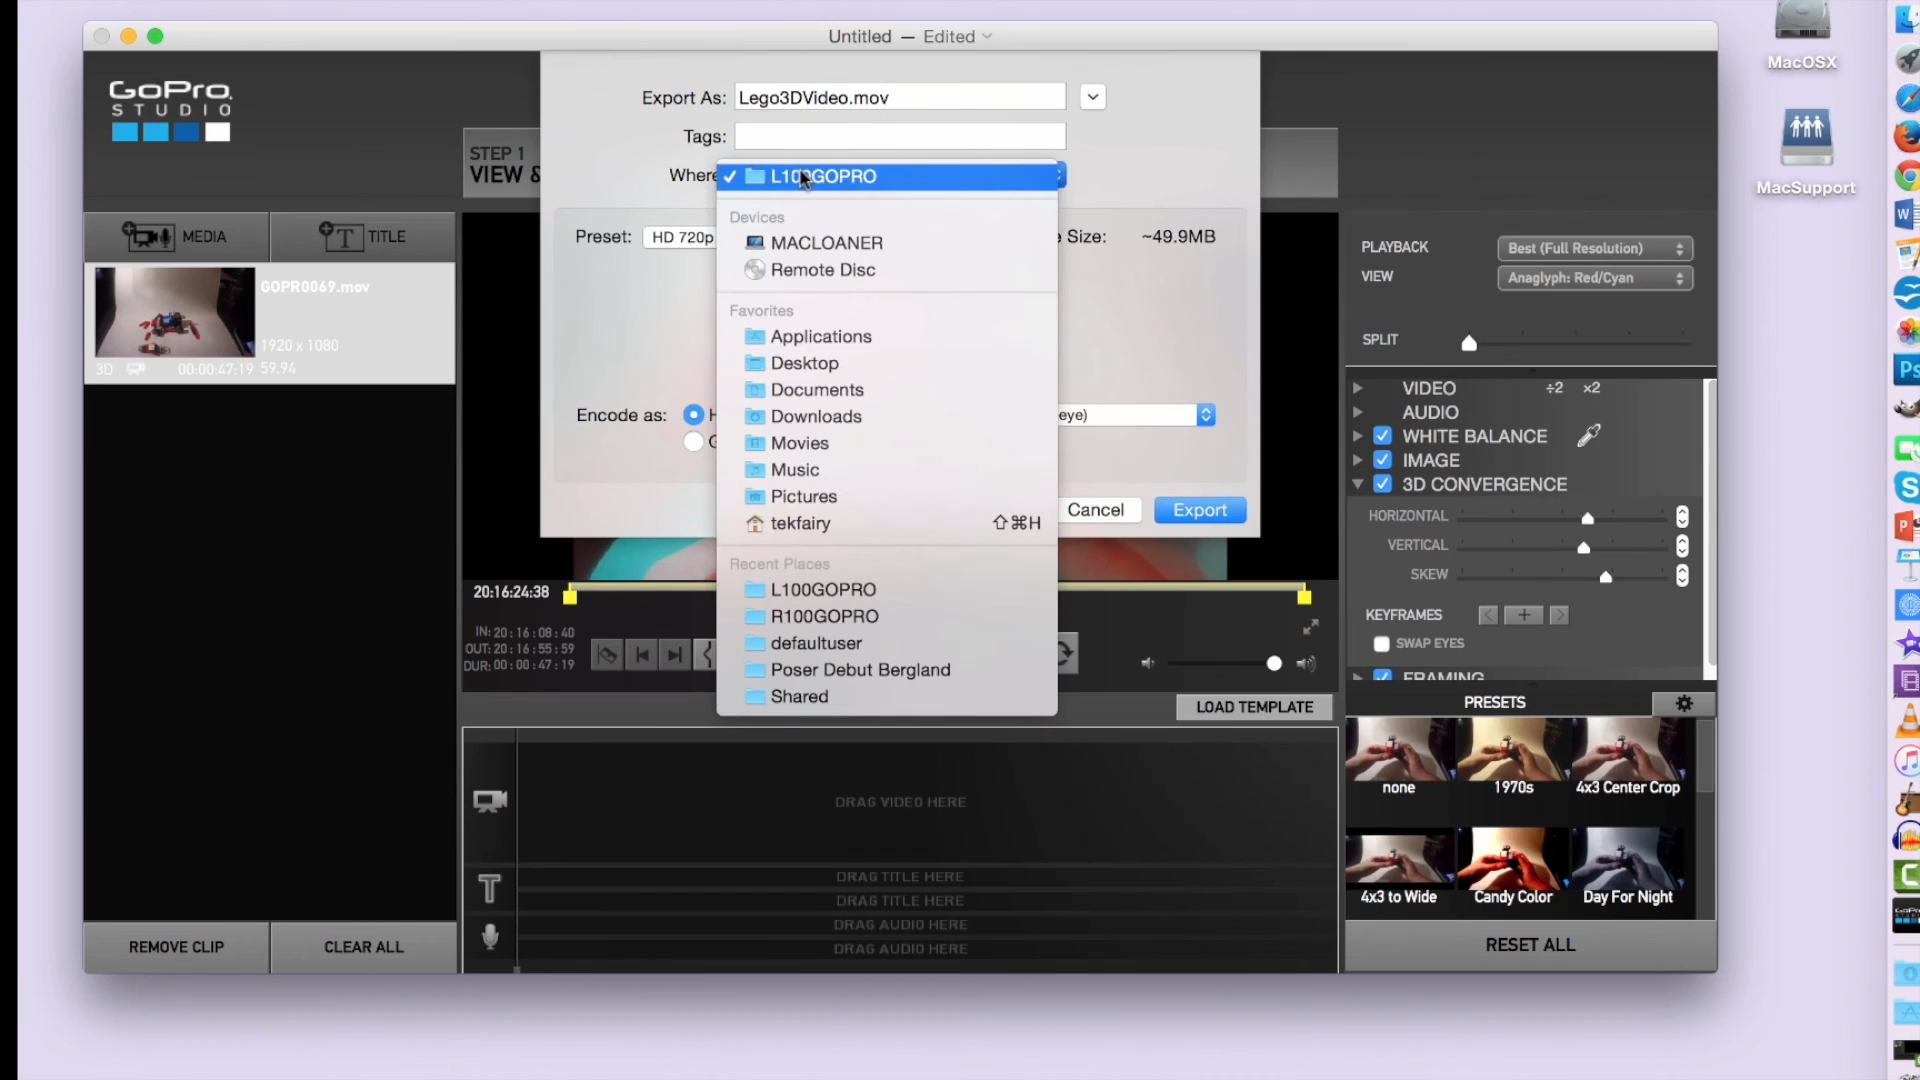 Untitled — Edited
MacOSX
MacSupport
GoPro
STUDIO
STEP 1
VIEW &
Export As: Lego3DVideo.mov
Tags:
Where
L100GOPRO
Devices
MACLOANER
Remote Disc
Favorites
Applications
Desktop
Documents
Downloads
Movies
Music
Pictures
tekfairy ⇧⌘H
Recent Places
L100GOPRO
R100GOPRO
defaultuser
Poser Debut Bergland
Shared
Preset: HD 720p
Size: ~49.9MB
Encode as:
eye)
Cancel
Export
MEDIA
TITLE
GOPR0069.mov
1920 x 1080
3D 00:00:47:19 59.94
REMOVE CLIP
CLEAR ALL
20:16:24:38
IN: 20:16:08:40
OUT: 20:16:55:59
DUR: 00:00:47:19
LOAD TEMPLATE
DRAG VIDEO HERE
DRAG TITLE HERE
DRAG TITLE HERE
DRAG AUDIO HERE
DRAG AUDIO HERE
PLAYBACK Best (Full Resolution)
VIEW Anaglyph: Red/Cyan
SPLIT
VIDEO ÷2 x2
AUDIO
WHITE BALANCE
IMAGE
3D CONVERGENCE
HORIZONTAL
VERTICAL
SKEW
KEYFRAMES
SWAP EYES
FRAMING
PRESETS
none
1970s
4x3 Center Crop
4x3 to Wide
Candy Color
Day For Night
RESET ALL